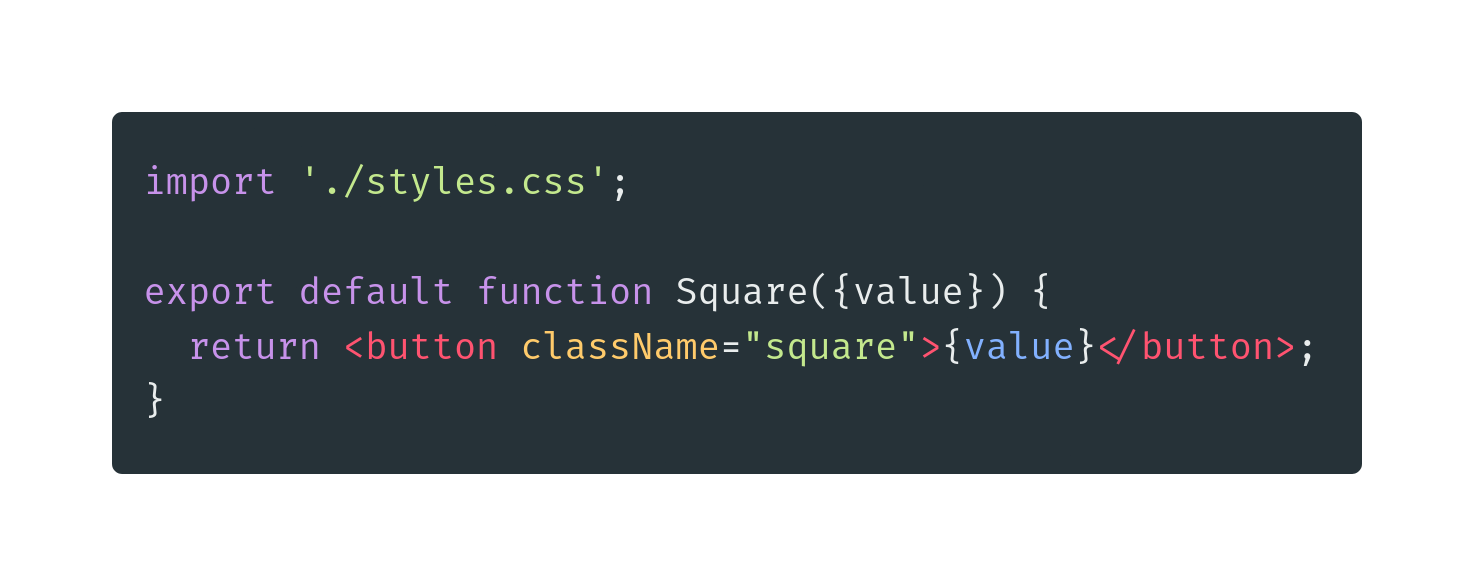 import './styles.css';

export default function Square({value}) {
  return <button className="square">{value}</button>;
}